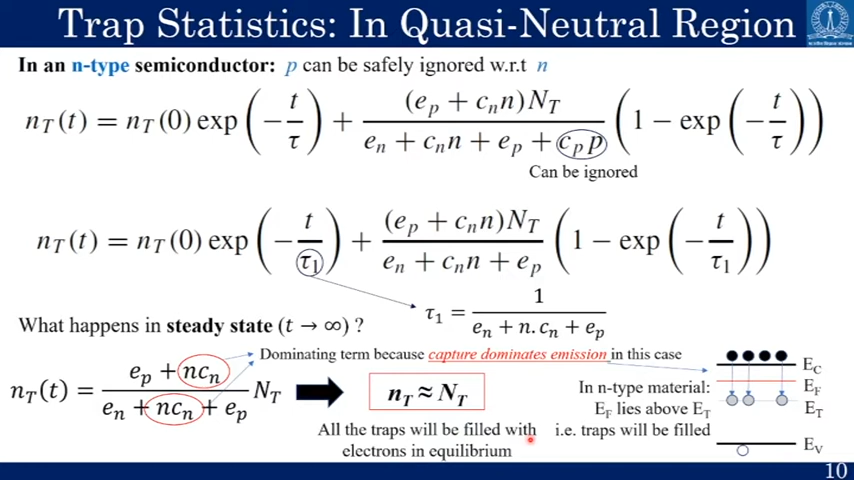 Trap Statistics: In Quasi-Neutral Region
In an n-type semiconductor: p can be safely ignored w.r.t n
n_T(t) = n_T(0) exp(−t/τ) + (e_p + c_n n)N_T / (e_n + c_n n + e_p + c_p p) (1 − exp(−t/τ))
Can be ignored
n_T(t) = n_T(0) exp(−t/τ₁) + (e_p + c_n n)N_T / (e_n + c_n n + e_p) (1 − exp(−t/τ₁))
τ₁ = 1 / (e_n + n. c_n + e_p)
What happens in steady state (t → ∞) ?
Dominating term because capture dominates emission in this case
n_T(t) = (e_p + nc_n) / (e_n + nc_n + e_p) N_T
n_T ≈ N_T
All the traps will be filled with
electrons in equilibrium
In n-type material:
E_F lies above E_T
i.e. traps will be filled
E_C
E_F
E_T
E_V
10